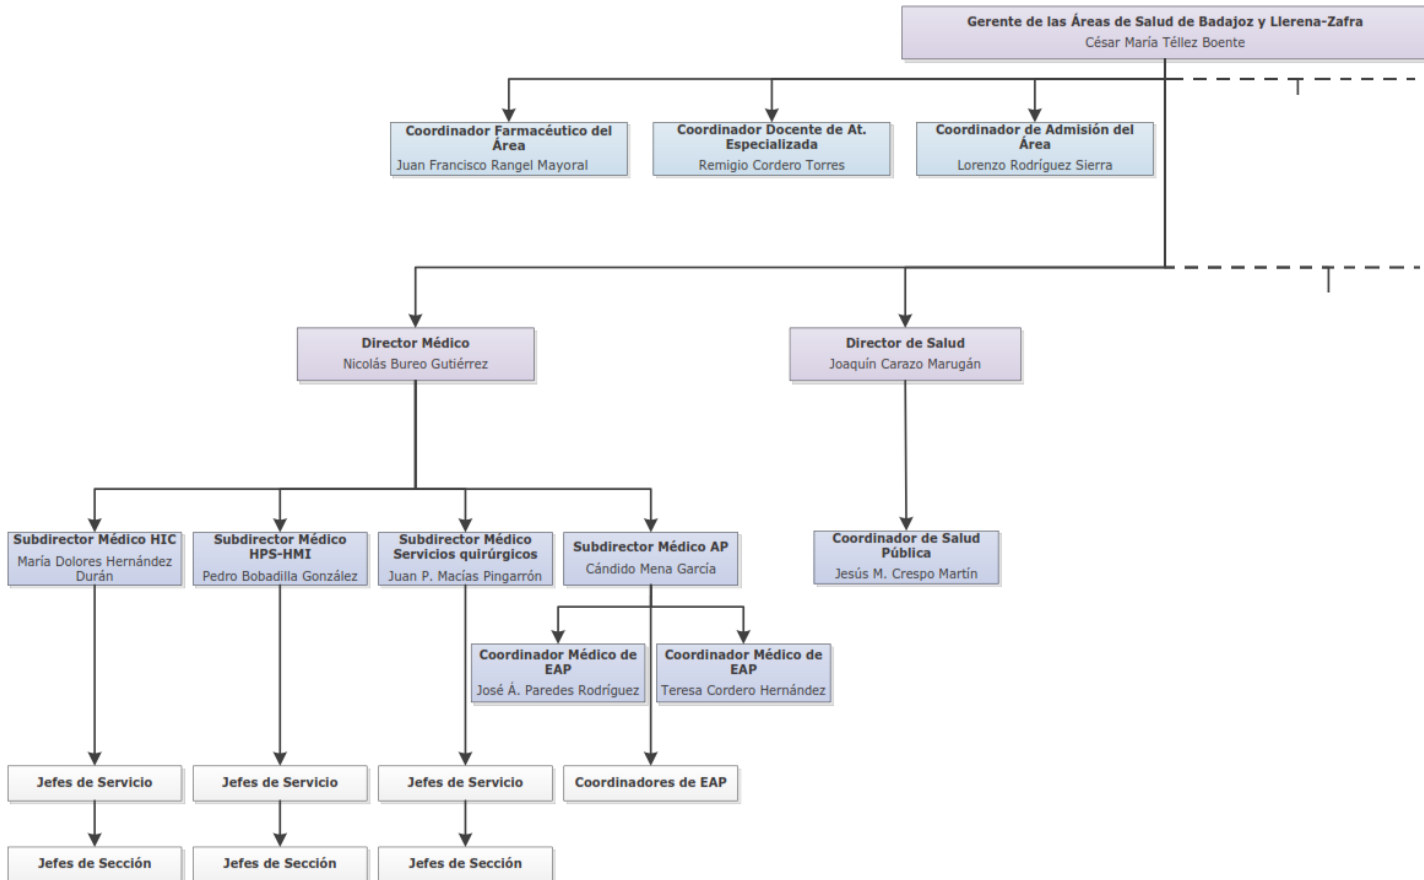 Gerente de las Áreas de Salud de Badajoz y Llerena-Zafra
César María Téllez Boente
Coordinador Farmacéutico del
Área
Juan Francisco Rangel Mayoral
Coordinador Docente de At.
Especializada
Remigio Cordero Torres
Coordinador de Admisión del
Área
Lorenzo Rodríguez Sierra
Director Médico
Nicolás Bureo Gutiérrez
Director de Salud
Joaquín Carazo Marugán
Subdirector Médico HIC
María Dolores Hernández
Durán
Subdirector Médico
HPS-HMI
Pedro Bobadilla González
Subdirector Médico
Servicios quirúrgicos
Juan P. Macías Pingarrón
Subdirector Médico AP
Cándido Mena García
Coordinador de Salud
Pública
Jesús M. Crespo Martín
Coordinador Médico de
EAP
José Á. Paredes Rodríguez
Coordinador Médico de
EAP
Teresa Cordero Hernández
Jefes de Servicio
Jefes de Servicio
Jefes de Servicio
Coordinadores de EAP
Jefes de Sección
Jefes de Sección
Jefes de Sección